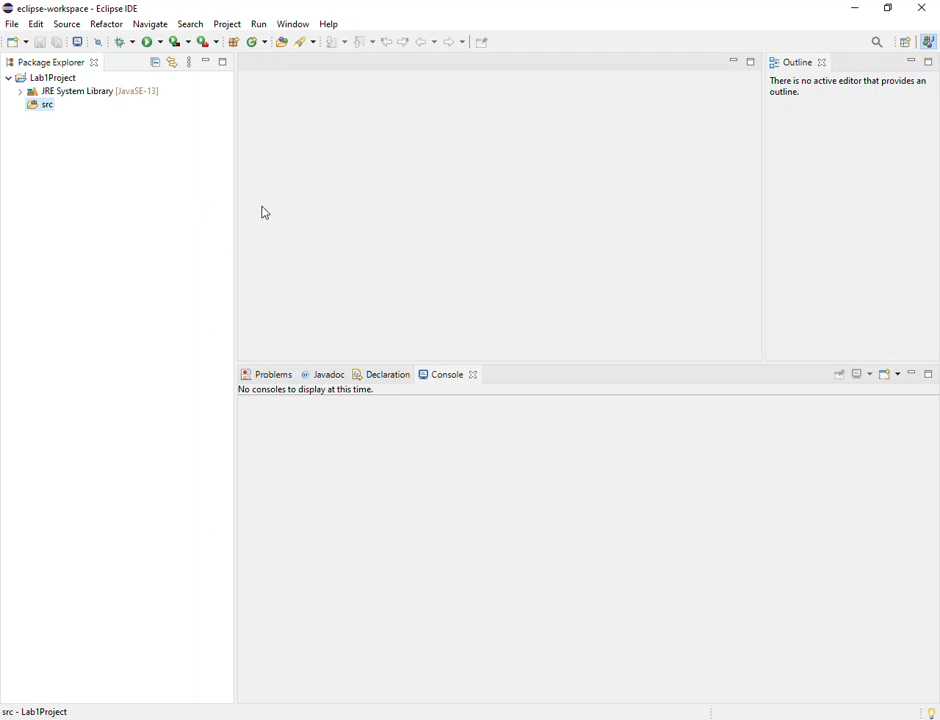 eclipse-workspace - Eclipse IDE
File Edit Source Refactor Navigate Search Project Run Window Help
Package Explorer
Lab1Project
JRE System Library [JavaSE-13]
src
Outline
There is no active editor that provides an
outline.
Problems Javadoc Declaration Console
No consoles to display at this time.
src - Lab1Project